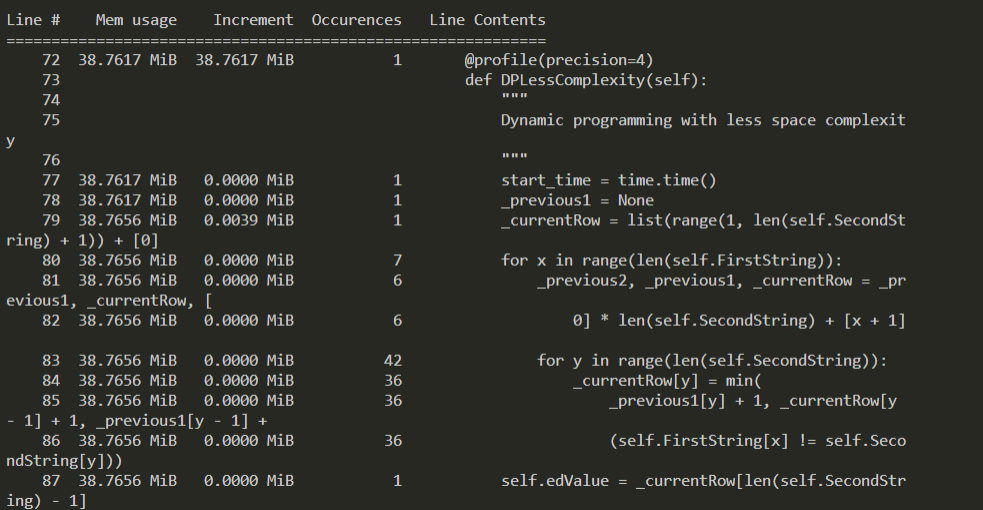 Line #    Mem usage    Increment  Occurences   Line Contents
============================================================
    72  38.7617 MiB  38.7617 MiB           1       @profile(precision=4)
    73                                             def DPLessComplexity(self):
    74                                                 """
    75                                                 Dynamic programming with less space complexit
y
    76                                                 """
    77  38.7617 MiB   0.0000 MiB           1           start_time = time.time()
    78  38.7617 MiB   0.0000 MiB           1           _previous1 = None
    79  38.7656 MiB   0.0039 MiB           1           _currentRow = list(range(1, len(self.SecondSt
ring) + 1)) + [0]
    80  38.7656 MiB   0.0000 MiB           7           for x in range(len(self.FirstString)):
    81  38.7656 MiB   0.0000 MiB           6               _previous2, _previous1, _currentRow = _pr
evious1, _currentRow, [
    82  38.7656 MiB   0.0000 MiB           6                   0] * len(self.SecondString) + [x + 1]
    83  38.7656 MiB   0.0000 MiB          42               for y in range(len(self.SecondString)):
    84  38.7656 MiB   0.0000 MiB          36                   _currentRow[y] = min(
    85  38.7656 MiB   0.0000 MiB          36                       _previous1[y] + 1, _currentRow[y
- 1] + 1, _previous1[y - 1] +
    86  38.7656 MiB   0.0000 MiB          36                       (self.FirstString[x] != self.Seco
ndString[y]))
    87  38.7656 MiB   0.0000 MiB           1           self.edValue = _currentRow[len(self.SecondStr
ing) - 1]